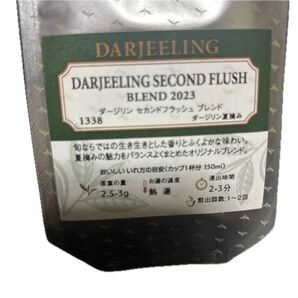 DARJEELING
DARJEELING SECOND FLUSH
BLEND 2023
ダージリン セカンドフラッシュ ブレンド
1338 ダージリン夏摘み
旬ならではの生き生きとした香りとふくよかな味わい。
夏摘みの魅力をバランスよくまとめたオリジナルブレンド。
おいしいいれ方の目安(カップ1杯分 150ml)
茶葉の量 お湯の温度 浸出時間
2.5-3g 熱湯 2-3分
煎出回数:1~2回